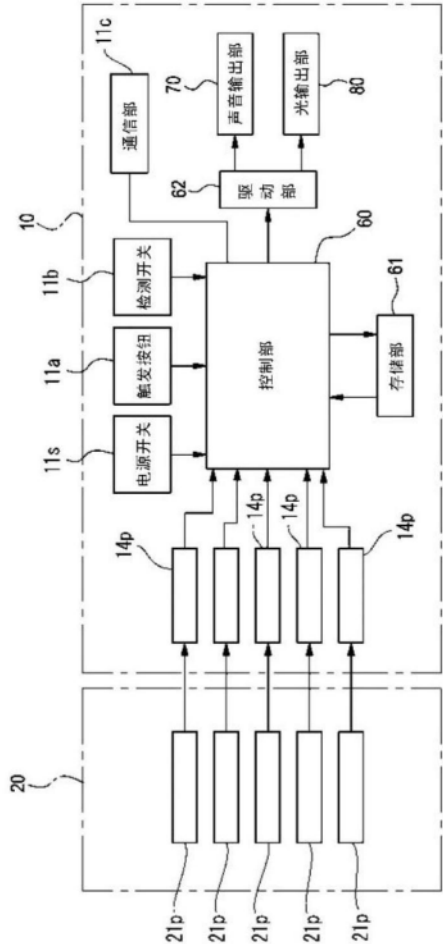 20
10
11s
11a
11b
11c
电源开关
触发按钮
检测开关
通信部
70
声音输出部
62
驱动部
光输出部
80
14p
14p
14p
14p
控制部
60
61
存储部
21p
21p
21p
21p
21p